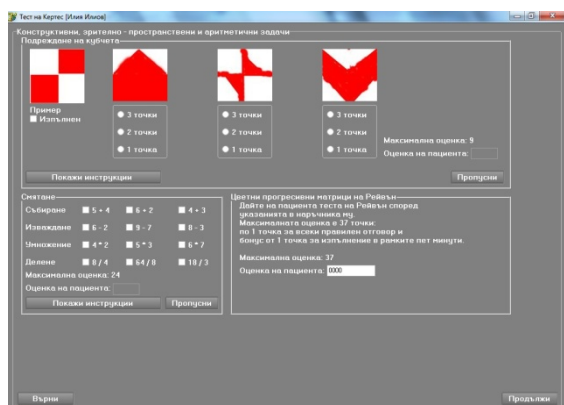 Тест на Кертес [Илия Илиов]
Конструктивни, зрително - пространствени и аритметични задачи
Подреждане на кубчета
Пример
Изпълнен
3 точки
2 точки
1 точка
3 точки
2 точки
1 точка
3 точки
2 точки
1 точка
Максимална оценка: 9
Оценка на пациента:
Покажи инструкции
Пропусни
Смятане
Събиране 5 + 4 6 + 2 4 + 3
Изваждане 6 - 2 9 - 7 8 - 3
Умножение 4 * 2 5 * 3 6 * 7
Делене 8 / 4 64 / 8 18 / 3
Максимална оценка: 24
Оценка на пациента:
Покажи инструкции Пропусни
Цветни прогресивни матрици на Рейвън
Дайте на пациента теста на Рейвън според
указанията в наръчника му.
Максималната оценка е 37 точки:
по 1 точка за всеки правилен отговор и
бонус от 1 точка за изпълнение в рамките пет минути.
Максимална оценка: 37
Оценка на пациента: 0000
Върни
Продължи